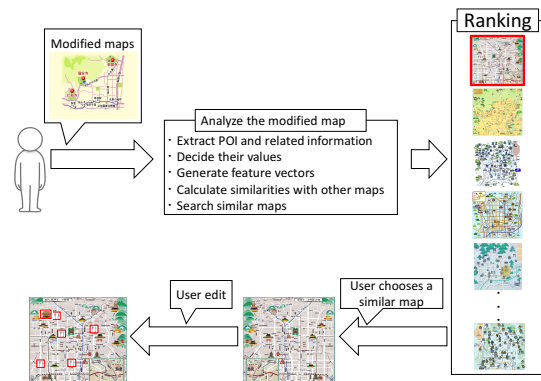 Ranking
Modified maps
Analyze the modified map
・Extract POI and related information
・Decide their values
・Generate feature vectors
・Calculate similarities with other maps
・Search similar maps
User edit
User chooses a
similar map